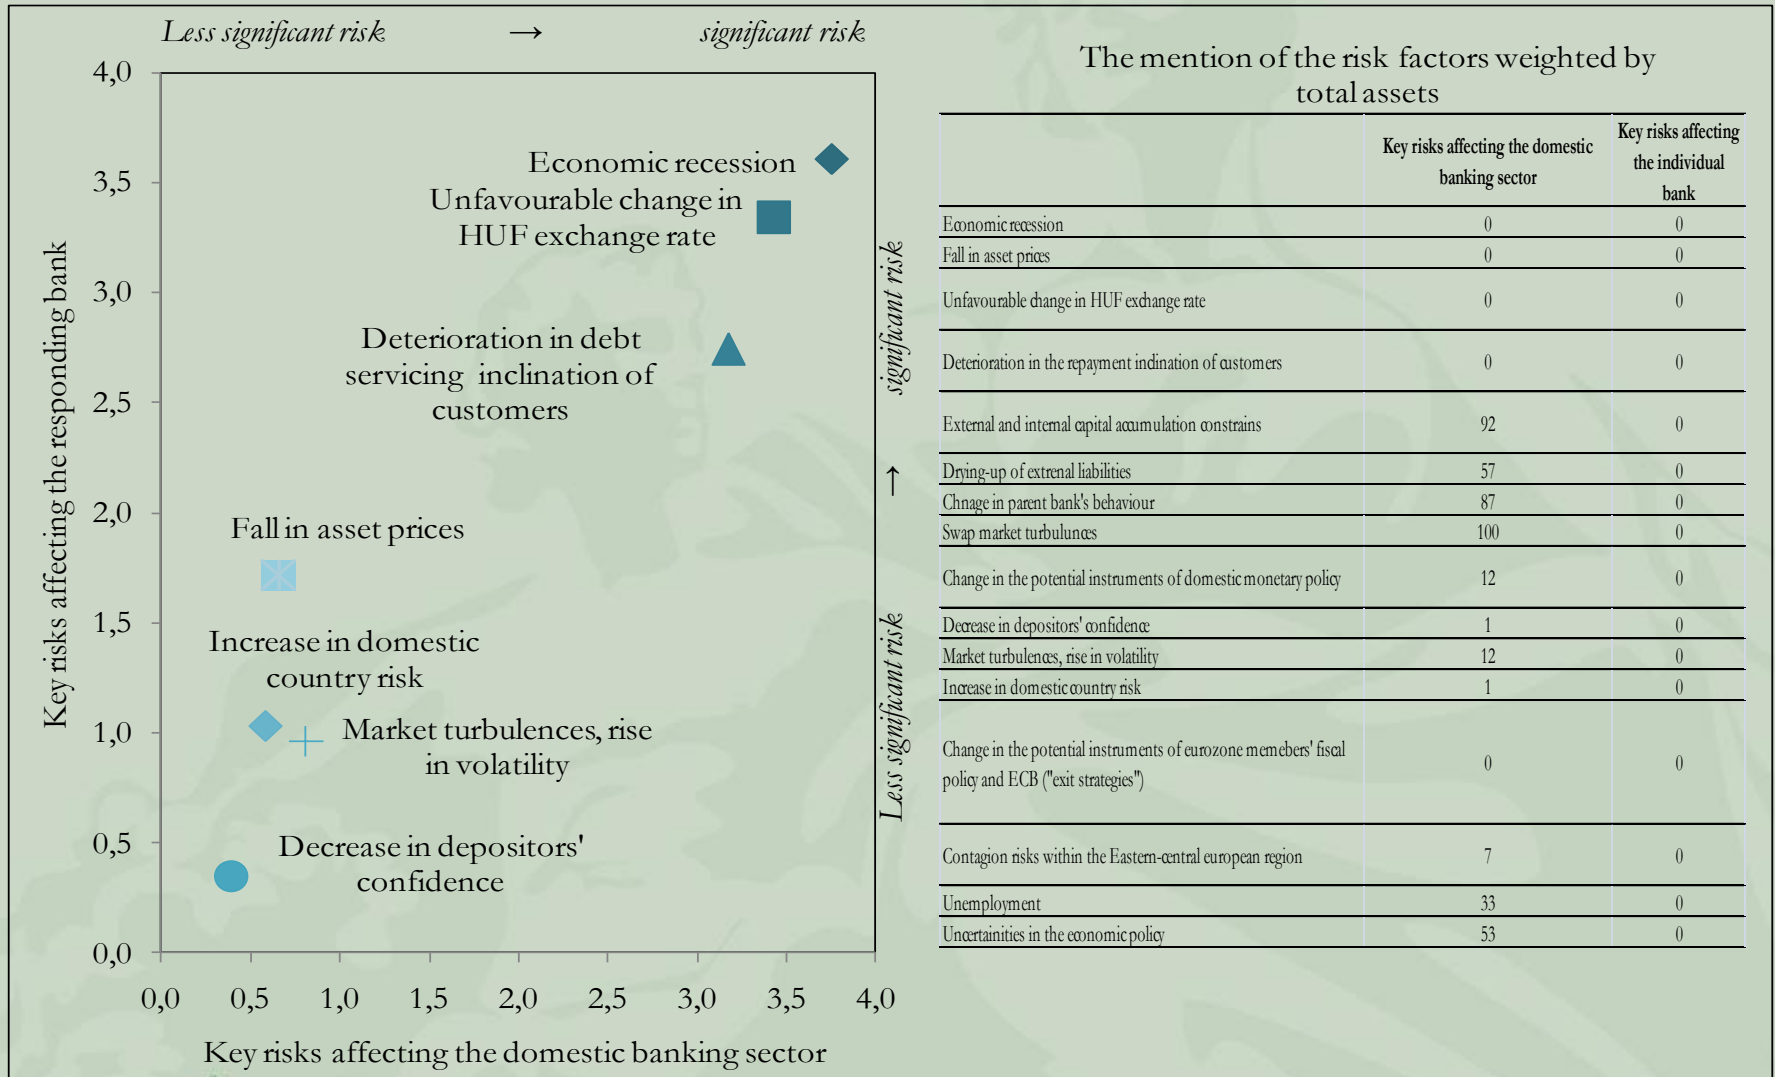 Less significant risk → significant risk
4,0
3,5
3,0
2,5
2,0
1,5
1,0
0,5
0,0
Key risks affecting the responding bank
Economic recession
Unfavourable change in
HUF exchange rate
Deterioration in debt
servicing inclination of
customers
Fall in asset prices
Increase in domestic
country risk
Market turbulences, rise
in volatility
Decrease in depositors'
confidence
0,0 0,5 1,0 1,5 2,0 2,5 3,0 3,5 4,0
Key risks affecting the domestic banking sector
Less significant risk → significant risk
The mention of the risk factors weighted by
total assets
Key risks affecting the domestic
banking sector
Key risks affecting
the individual
bank
Economic recession 0 0
Fall in asset prices 0 0
Unfavourable change in HUF exchange rate 0 0
Deterioration in the repayment inclination of customers 0 0
External and internal capital accumulation constrains 92 0
Drying-up of extrenal liabilities 57 0
Chnage in parent bank's behaviour 87 0
Swap market turbulunces 100 0
Change in the potential instruments of domestic monetary policy 12 0
Decrease in depositors' confidence 1 0
Market turbulences, rise in volatility 12 0
Increase in domestic country risk 1 0
Change in the potential instruments of eurozone memebers' fiscal
policy and ECB ("exit strategies") 0 0
Contagion risks within the Eastern-central european region 7 0
Unemployment 33 0
Uncertainities in the economic policy 53 0